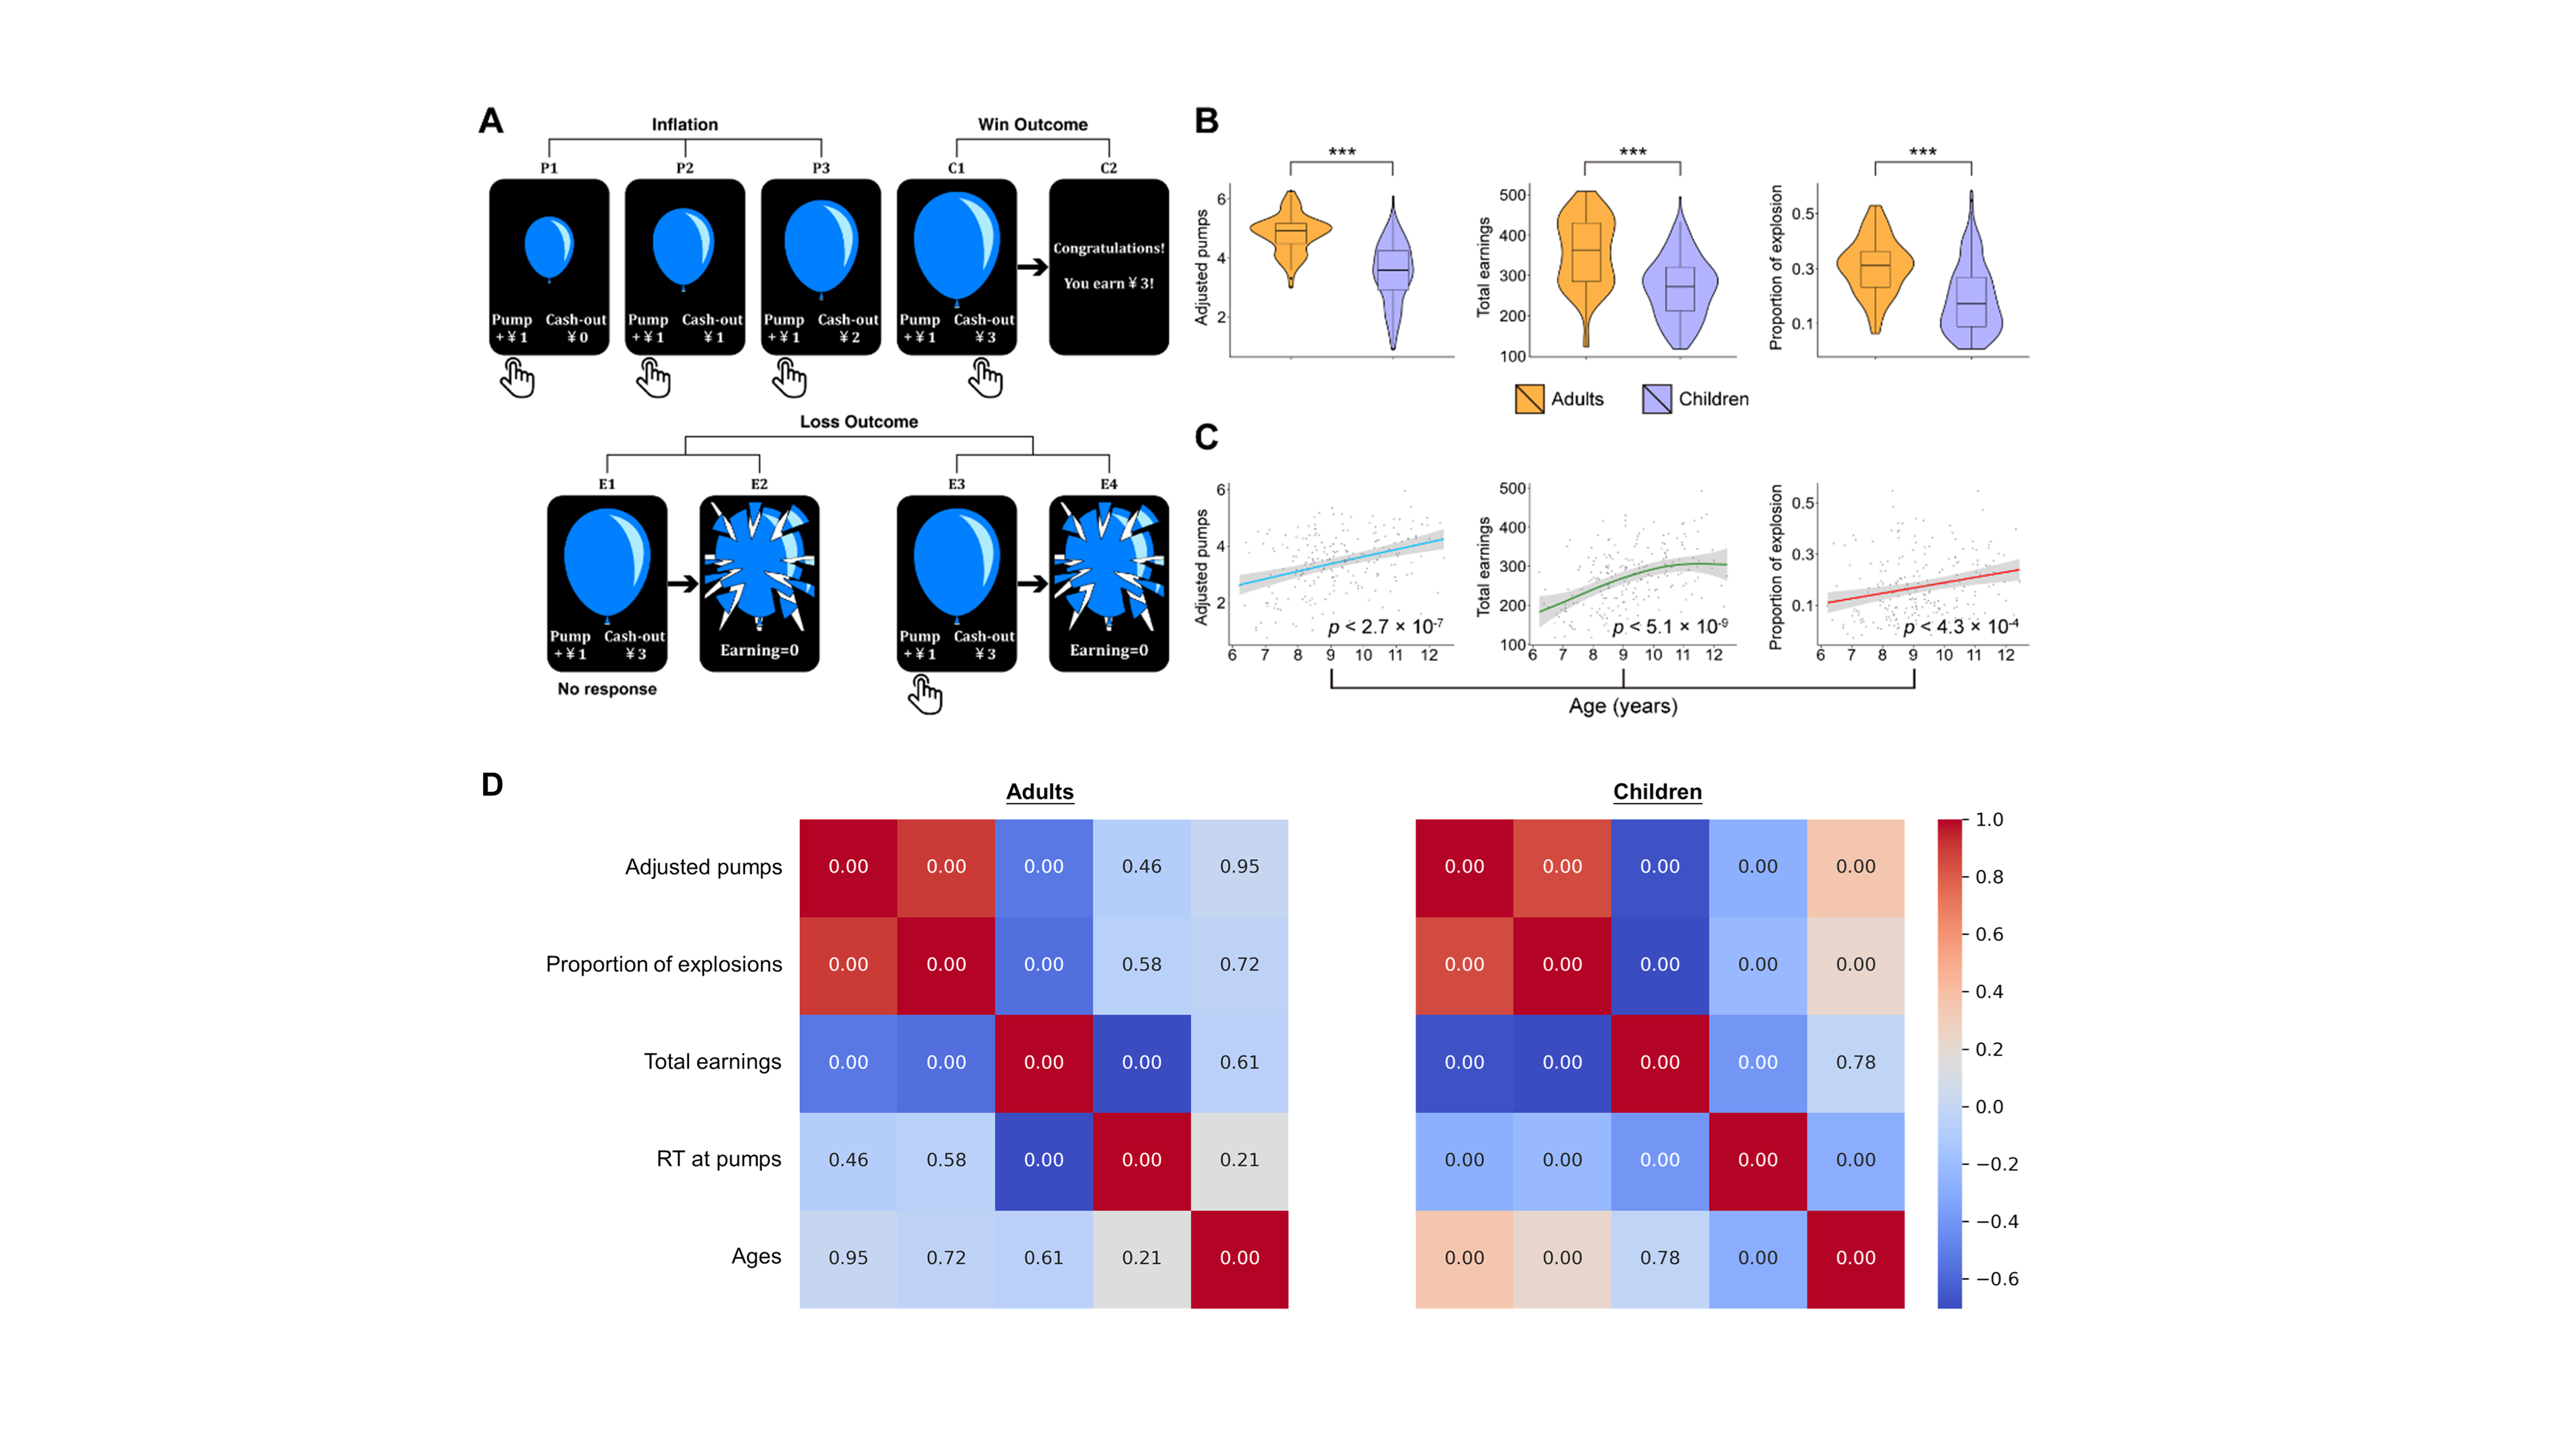 A
Inflation
Win Outcome
P1
P2
P3
C1
C2
Pump Cash-out
+¥1 ¥0
Pump Cash-out
+¥1 ¥1
Pump Cash-out
+¥1 ¥2
Pump Cash-out
+¥1 ¥3
Congratulations!
You earn ¥3!
Loss Outcome
E1
E2
E3
E4
Pump Cash-out
+¥1 ¥3
Earning=0
Pump Cash-out
+¥1 ¥3
Earning=0
No response
B
***
Adjusted pumps
6
4
2
***
Total earnings
500
400
300
200
100
***
Proportion of explosion
0.5
0.3
0.1
Adults
Children
C
Adjusted pumps
6
4
2
p < 2.7 × 10-7
6 7 8 9 10 11 12
Total earnings
500
400
300
200
100
p < 5.1 × 10-9
6 7 8 9 10 11 12
Proportion of explosion
0.5
0.3
0.1
p < 4.3 × 10-4
6 7 8 9 10 11 12
Age (years)
D
Adults
Children
Adjusted pumps 0.00 0.00 0.00 0.46 0.95 0.00 0.00 0.00 0.00 0.00
Proportion of explosions 0.00 0.00 0.00 0.58 0.72 0.00 0.00 0.00 0.00 0.00
Total earnings 0.00 0.00 0.00 0.00 0.61 0.00 0.00 0.00 0.00 0.78
RT at pumps 0.46 0.58 0.00 0.00 0.21 0.00 0.00 0.00 0.00 0.00
Ages 0.95 0.72 0.61 0.21 0.00 0.00 0.00 0.78 0.00 0.00
1.0
0.8
0.6
0.4
0.2
0.0
−0.2
−0.4
−0.6